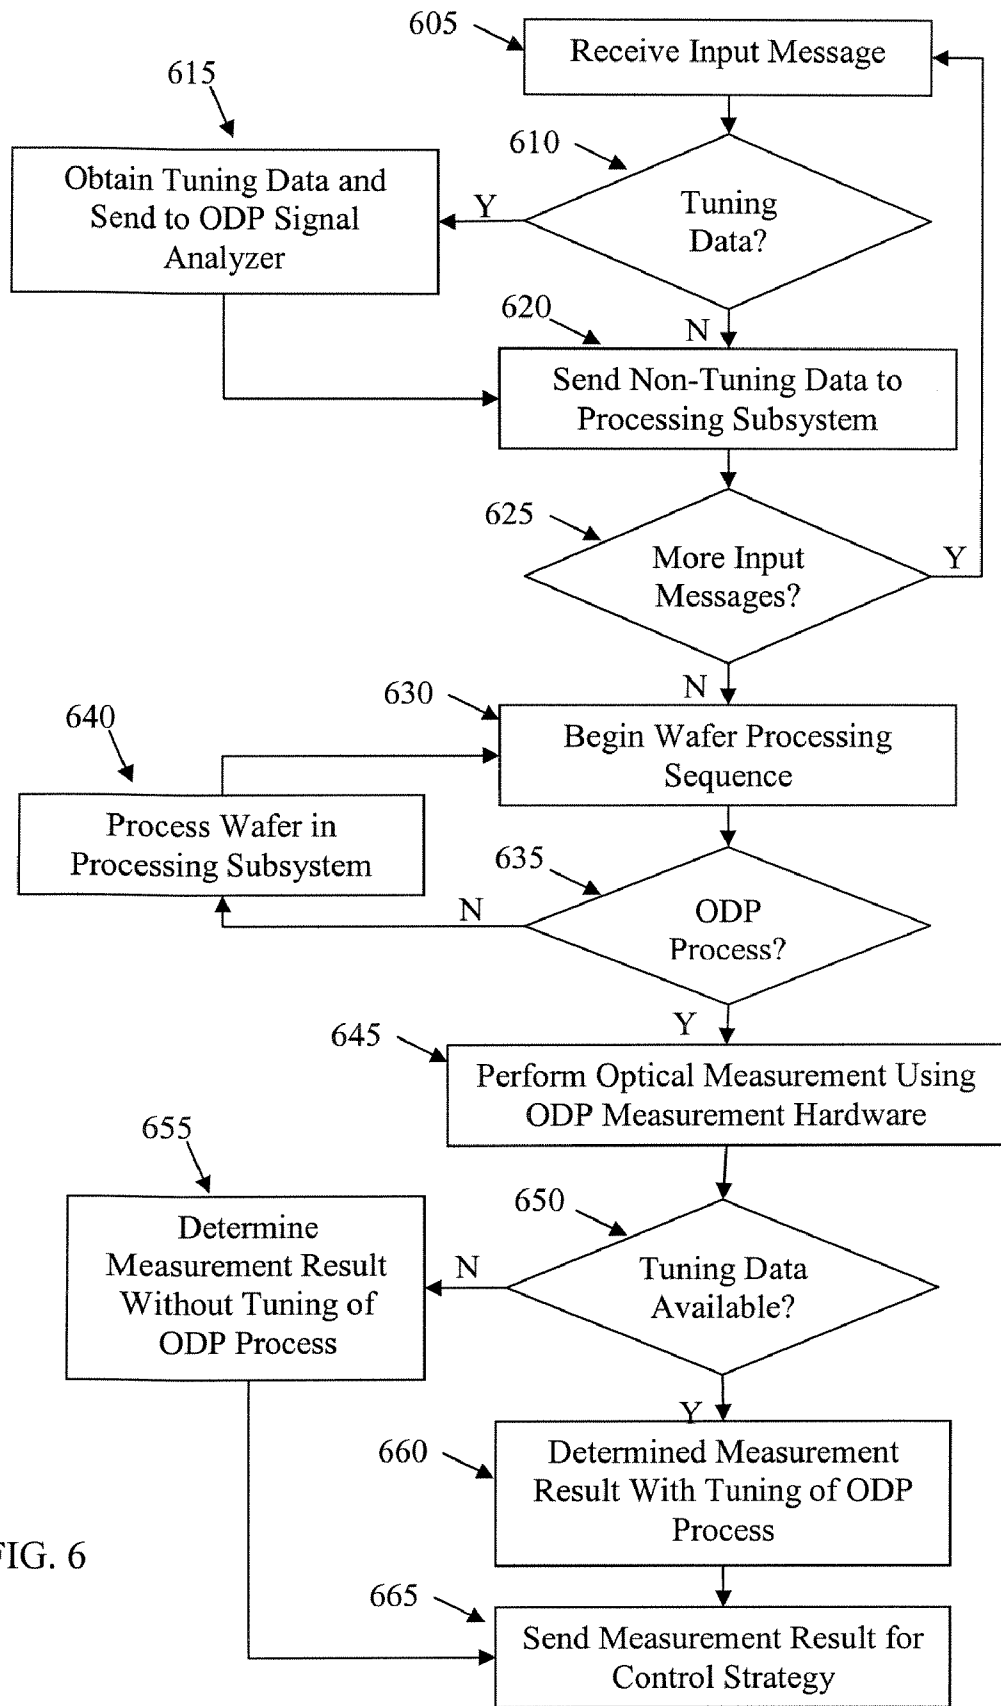 605
Receive Input Message
615
610
Obtain Tuning Data and
Send to ODP Signal
Analyzer
Y
Tuning
Data?
N
620
Send Non-Tuning Data to
Processing Subsystem
625
More Input
Messages?
Y
N
630
Begin Wafer Processing
Sequence
640
Process Wafer in
Processing Subsystem
635
N
ODP
Process?
Y
645
Perform Optical Measurement Using
ODP Measurement Hardware
655
650
Determine
Measurement Result
Without Tuning of
ODP Process
N
Tuning Data
Available?
Y
660
Determined Measurement
Result With Tuning of ODP
Process
FIG. 6
665
Send Measurement Result for
Control Strategy